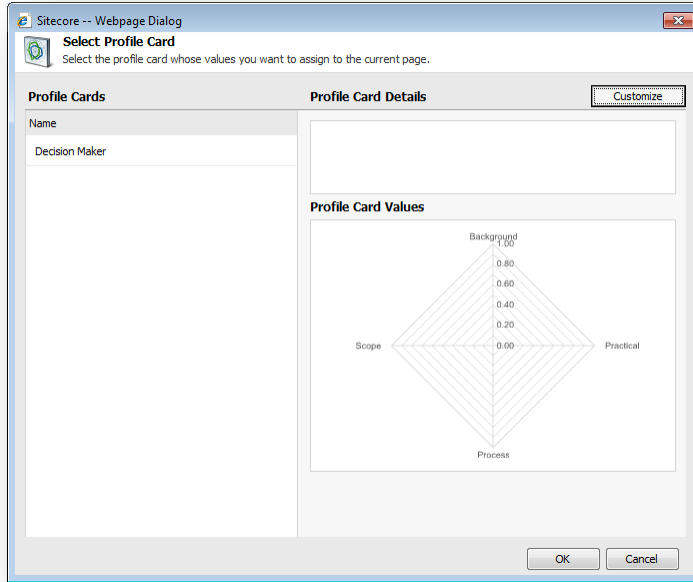 Sitecore -- Webpage Dialog
Select Profile Card
Select the profile card whose values you want to assign to the current page.
Profile Cards
Profile Card Details
Customize
Name
Decision Maker
Profile Card Values
Background
1.00
0.80
0.60
0.40
0.20
0.00
Scope
Practical
Process
OK
Cancel